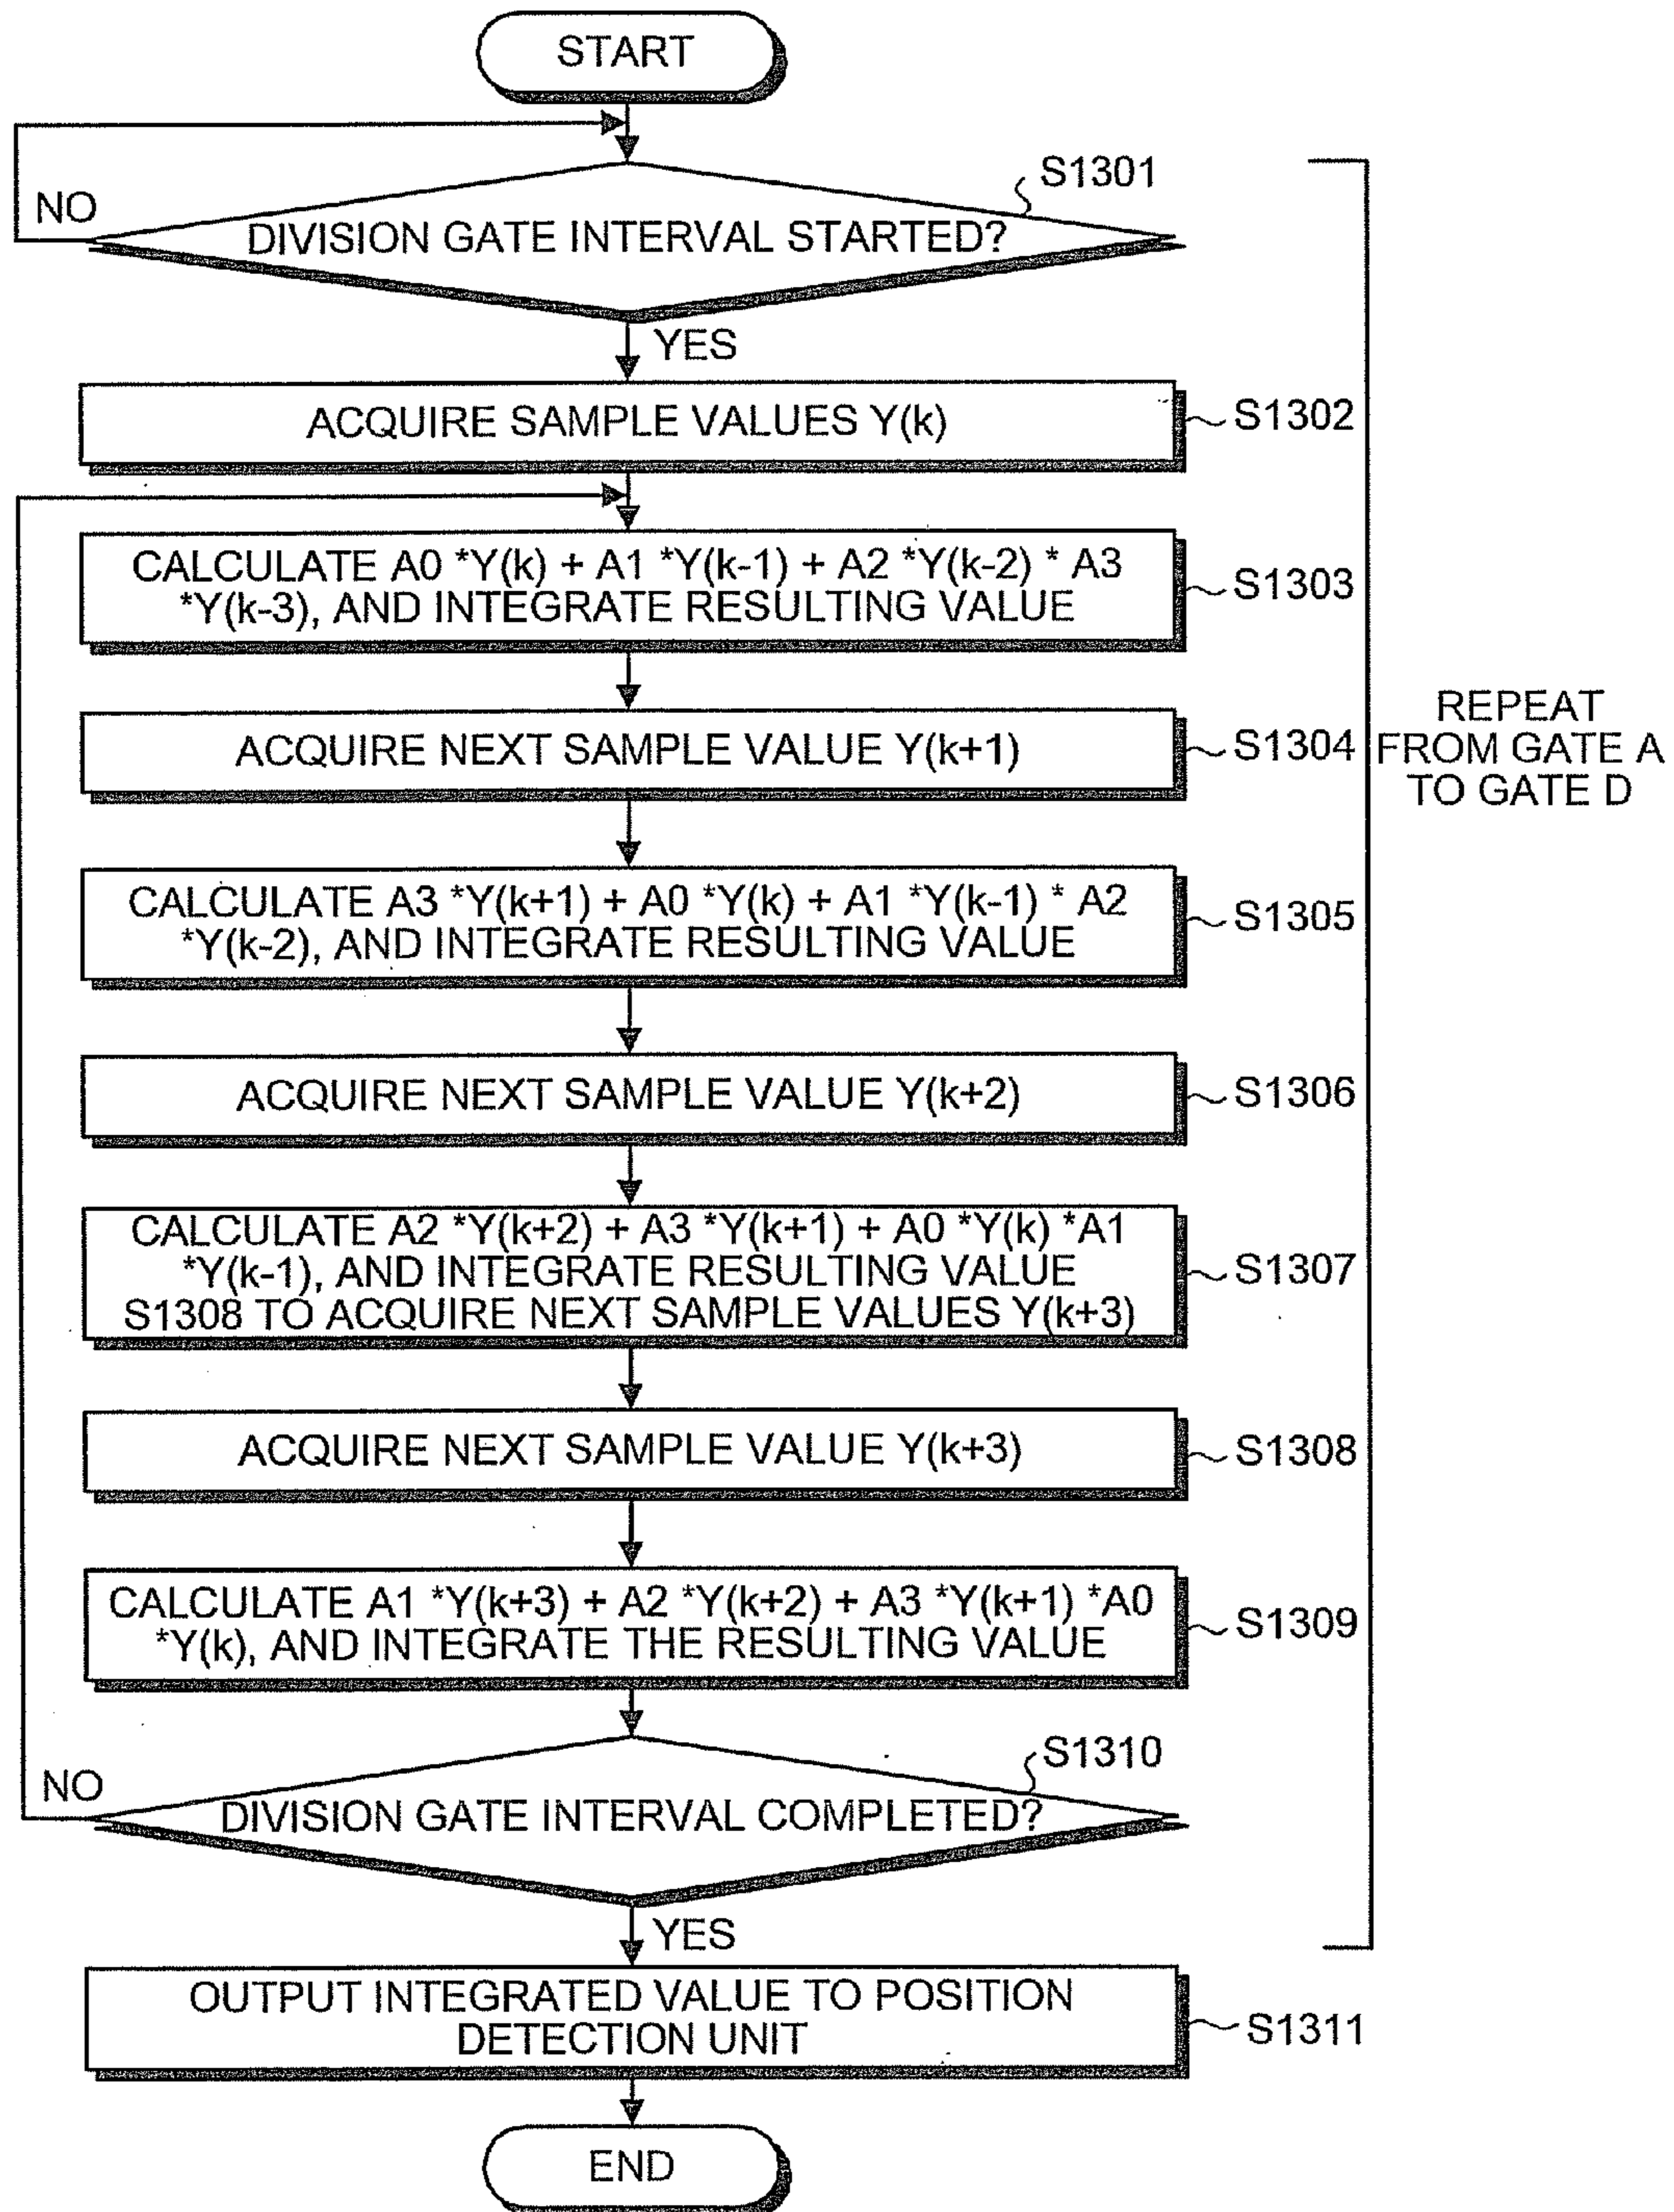 START
NO
S1301
DIVISION GATE INTERVAL STARTED?
YES
ACQUIRE SAMPLE VALUES Y(k)
S1302
CALCULATE A0 *Y(k) + A1 *Y(k-1) + A2 *Y(k-2) * A3
*Y(k-3), AND INTEGRATE RESULTING VALUE
S1303
ACQUIRE NEXT SAMPLE VALUE Y(k+1)
S1304
REPEAT
FROM GATE A
TO GATE D
CALCULATE A3 *Y(k+1) + A0 *Y(k) + A1 *Y(k-1) * A2
*Y(k-2), AND INTEGRATE RESULTING VALUE
S1305
ACQUIRE NEXT SAMPLE VALUE Y(k+2)
S1306
CALCULATE A2 *Y(k+2) + A3 *Y(k+1) + A0 *Y(k) *A1
*Y(k-1), AND INTEGRATE RESULTING VALUE
S1308 TO ACQUIRE NEXT SAMPLE VALUES Y(k+3)
S1307
ACQUIRE NEXT SAMPLE VALUE Y(k+3)
S1308
CALCULATE A1 *Y(k+3) + A2 *Y(k+2) + A3 *Y(k+1) *A0
*Y(k), AND INTEGRATE THE RESULTING VALUE
S1309
S1310
NO
DIVISION GATE INTERVAL COMPLETED?
YES
OUTPUT INTEGRATED VALUE TO POSITION
DETECTION UNIT
S1311
END